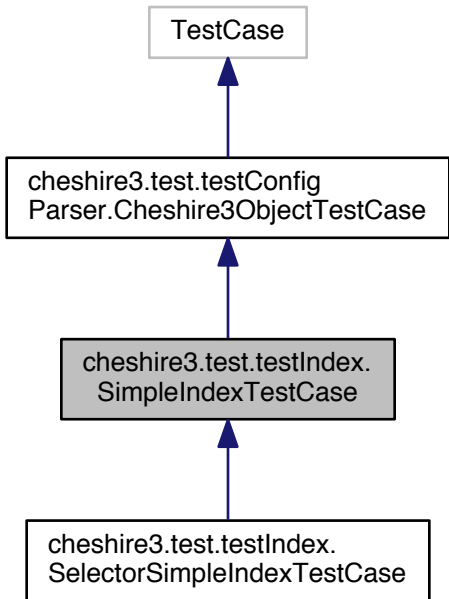 TestCase
cheshire3.test.testConfig
Parser.Cheshire3ObjectTestCase
cheshire3.test.testIndex.
SimpleIndexTestCase
cheshire3.test.testIndex.
SelectorSimpleIndexTestCase